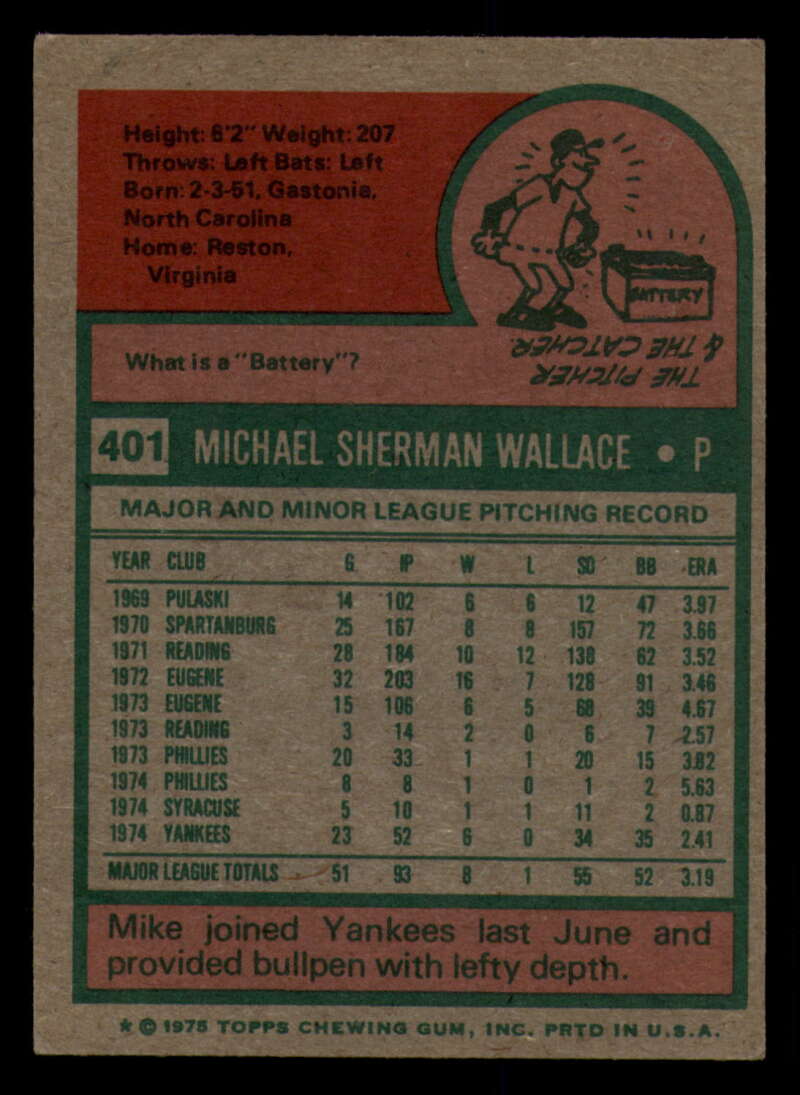 Height: 6'2" Weight: 207
Throws: Left Bats: Left
Born: 2-3-51, Gastonia,
North Carolina
Home: Reston,
Virginia
BATTERY
What is a "Battery"?
THE PITCHER
& THE CATCHER.
401 MICHAEL SHERMAN WALLACE • P
MAJOR AND MINOR LEAGUE PITCHING RECORD
YEAR CLUB G IP W L SO BB ERA
1969 PULASKI 14 102 6 6 12 47 3.97
1970 SPARTANBURG 25 167 8 8 157 72 3.66
1971 READING 28 184 10 12 138 62 3.52
1972 EUGENE 32 203 16 7 128 91 3.46
1973 EUGENE 15 106 6 5 68 39 4.67
1973 READING 3 14 2 0 6 7 2.57
1973 PHILLIES 20 33 1 1 20 15 3.82
1974 PHILLIES 8 8 1 0 1 2 5.63
1974 SYRACUSE 5 10 1 1 11 2 0.87
1974 YANKEES 23 52 6 0 34 35 2.41
MAJOR LEAGUE TOTALS 51 93 8 1 55 52 3.19
Mike joined Yankees last June and
provided bullpen with lefty depth.
* © 1975 TOPPS CHEWING GUM, INC. PRTD IN U.S.A.